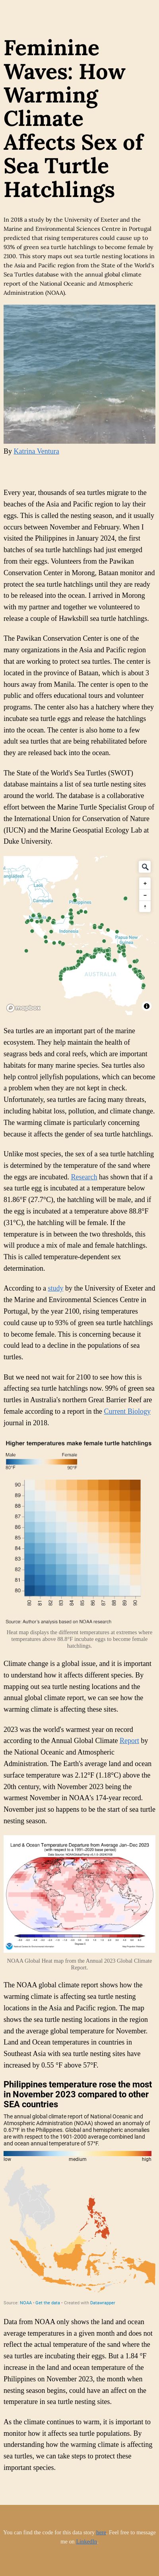 Feminine
Waves: How
Warming
Climate
Affects Sex of
Sea Turtle
Hatchlings
In 2018 a study by the University of Exeter and the
Marine and Environmental Sciences Centre in Portugal
predicted that rising temperatures could cause up to
93% of green sea turtle hatchlings to become female by
2100. This story maps out sea turtle nesting locations in
the Asia and Pacific region from the State of the World's
Sea Turtles database with the annual global climate
report of the National Oceanic and Atmospheric
Administration (NOAA).
By Katrina Ventura
Every year, thousands of sea turtles migrate to the
beaches of the Asia and Pacific region to lay their
eggs. This is called the nesting season, and it usually
occurs between November and February. When I
visited the Philippines in January 2024, the first
batches of sea turtle hatchlings had just emerged
from their eggs. Volunteers from the Pawikan
Conservation Center in Morong, Bataan monitor and
protect the sea turtle hatchlings until they are ready
to be released into the ocean. I arrived in Morong
around sunset, and together we volunteered to
release a couple of Hawksbill sea turtle hatchlings.
The Pawikan Conservation Center is one of the
many organizations in the Asia and Pacific region
that are working to protect sea turtles. The center is
located in the province of Bataan, which is about 3
hours away from Manila. The center is open to the
public and offers educational tours and volunteer
programs. The center also has a hatchery where they
incubate sea turtle eggs and release the hatchlings
into the ocean. The center is also home to a few
adult sea turtles that are being rehabilitated before
they are released back into the ocean.
The State of the World's Sea Turtles (SWOT)
database maintains a list of sea turtle nesting sites
around the world. The database is a collaborative
effort between the Marine Turtle Specialist Group of
the International Union for Conservation of Nature
(IUCN) and the Marine Geospatial Ecology Lab at
Duke University.
Laos
Cambodia
Philippines
Indonesia
Papua New
Guinea
AUSTRALIA
mapbox
Sea turtles are an important part of the marine
ecosystem. They help maintain the health of
seagrass beds and coral reefs, which are important
habitats for many marine species. Sea turtles also
help control jellyfish populations, which can become
a problem when they are not kept in check.
Unfortunately, sea turtles are facing many threats,
including habitat loss, pollution, and climate change.
The warming climate is particularly concerning
because it affects the gender of sea turtle hatchlings.
Unlike most species, the sex of a sea turtle hatchling
is determined by the temperature of the sand where
the eggs are incubated. Research has shown that if a
sea turtle egg is incubated at a temperature below
81.86°F (27.7°C), the hatchling will be male, and if
the egg is incubated at a temperature above 88.8°F
(31°C), the hatchling will be female. If the
temperature is in between the two thresholds, this
will produce a mix of male and female hatchlings.
This is called temperature-dependent sex
determination.
According to a study by the University of Exeter and
the Marine and Environmental Sciences Centre in
Portugal, by the year 2100, rising temperatures
could cause up to 93% of green sea turtle hatchlings
to become female. This is concerning because it
could lead to a decline in the populations of sea
turtles.
But we need not wait for 2100 to see how this is
affecting sea turtle hatchlings now. 99% of green sea
turtles in Australia's northern Great Barrier Reef are
female according to a report in the Current Biology
journal in 2018.
Higher temperatures make female turtle hatchlings
Male Female
80°F 90°F
90
89
88
87
86
85
84
83
82
81
80
80 81 82 83 84 85 86 87 88 89 90
Source: Author's analysis based on NOAA research
Heat map displays the different temperatures at extremes where
temperatures above 88.8°F incubate eggs to become female
hatchlings.
Climate change is a global issue, and it is important
to understand how it affects different species. By
mapping out sea turtle nesting locations and the
annual global climate report, we can see how the
warming climate is affecting sea turtles.
2023 was the world's warmest year on record
according to the Annual Global Climate Report by
the National Oceanic and Atmospheric
Administration. The Earth's average land and ocean
surface temperature was 2.12°F (1.18°C) above the
20th century, with November 2023 being the
warmest November in NOAA's 174-year record.
November just so happens to be the start of sea turtle
nesting season.
Land & Ocean Temperature Departure from Average Jan-Dec 2023
(with respect to a 1991-2020 base period)
NOAA Global Heat map from the Annual 2023 Global Climate
Report.
The NOAA global climate report shows how the
warming climate is affecting sea turtle nesting
locations in the Asia and Pacific region. The map
shows the sea turtle nesting locations in the region
and the average global temperature for November.
Land and Ocean temperatures in countries in
Southeast Asia with sea turtle nesting sites have
increased by 0.55 °F above 57°F.
Philippines temperature rose the most
in November 2023 compared to other
SEA countries
The annual global climate report of National Oceanic and
Atmospheric Administration (NOAA) showed an anomaly of
0.67°F in the Philippines. Global and hemispheric anomalies
are with respect to the 1901-2000 average combined land
and ocean annual temperature of 57°F.
low medium high
Source: NOAA • Get the data • Created with Datawrapper
Data from NOAA only shows the land and ocean
average temperatures in a given month and does not
reflect the actual temperature of the sand where the
sea turtles are incubating their eggs. But a 1.84 °F
increase in the land and ocean temperature of the
Philippines on November 2023, the month when
nesting season begins, could have an affect on the
temperature in sea turtle nesting sites.
As the climate continues to warm, it is important to
monitor how it affects sea turtle populations. By
understanding how the warming climate is affecting
sea turtles, we can take steps to protect these
important species.
You can find the code for this data story here. Feel free to message
me on LinkedIn.